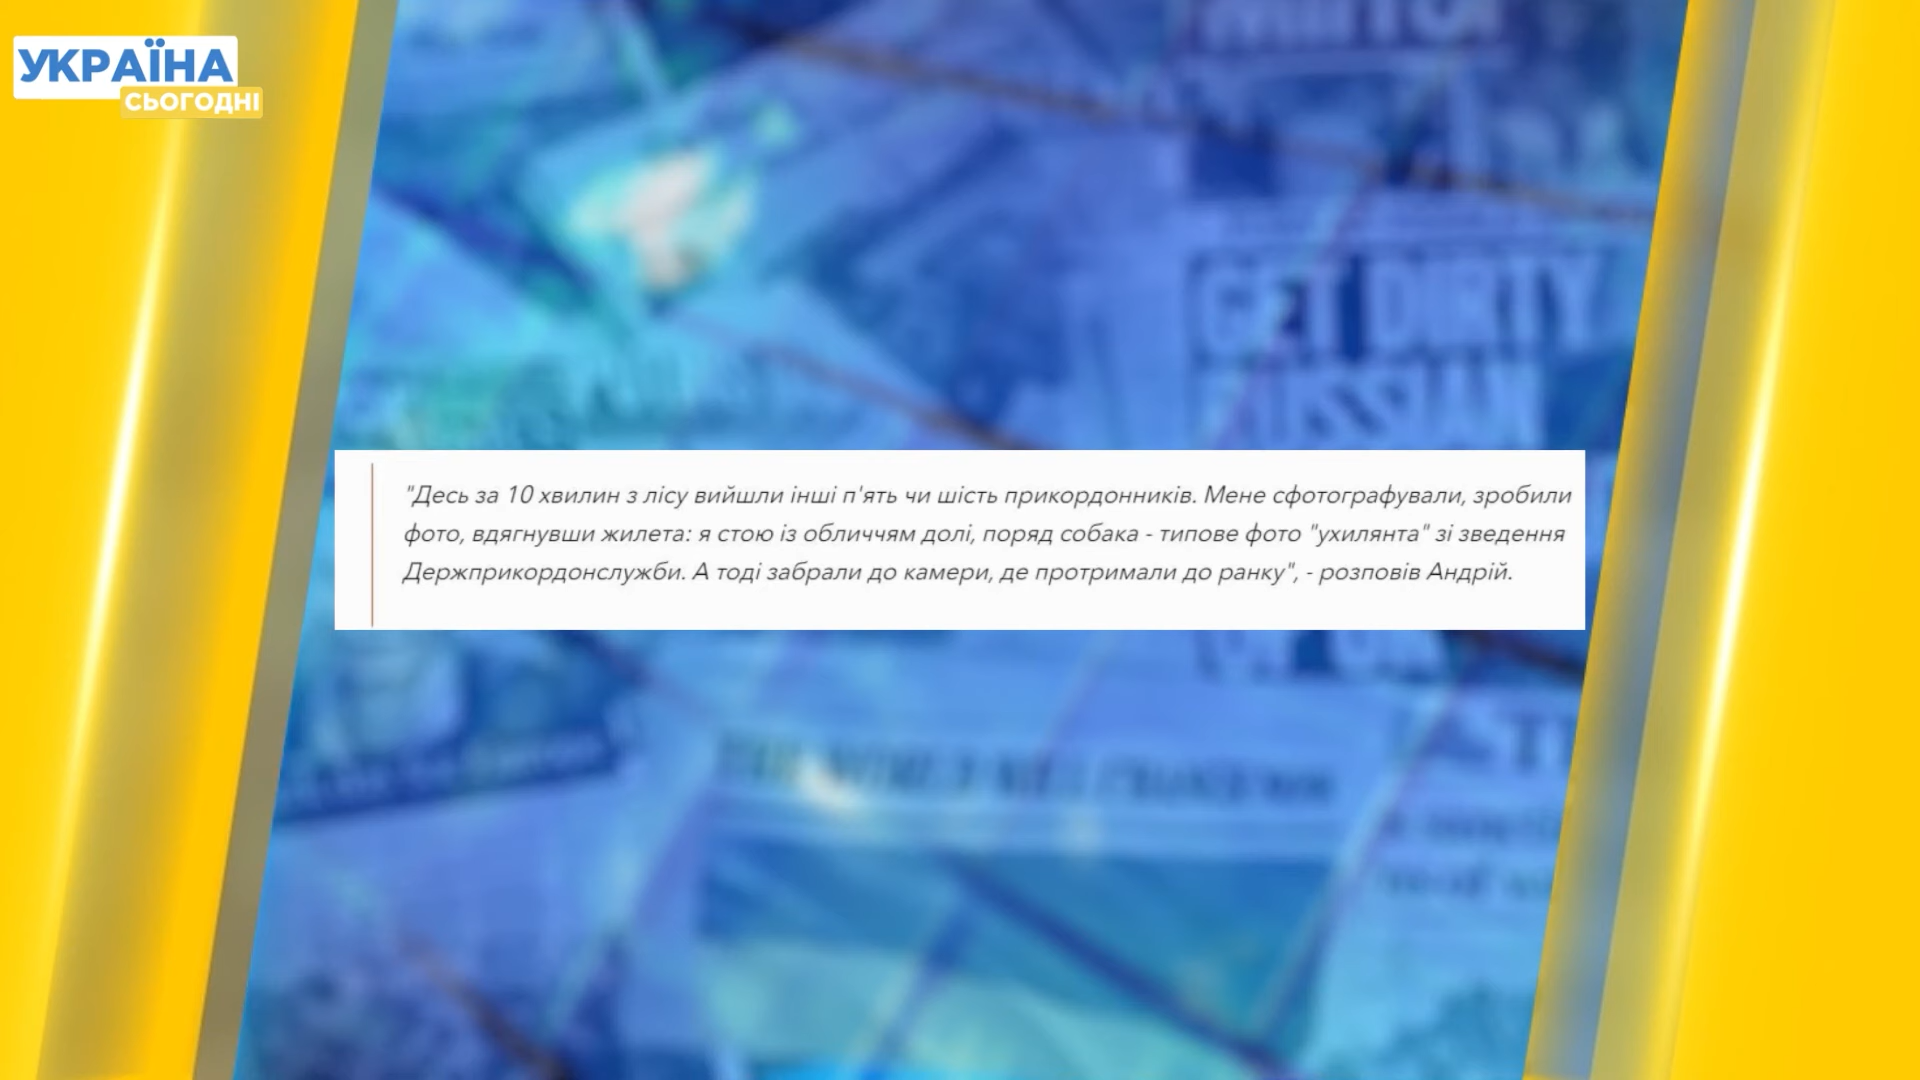 УКРАЇНА
СЬОГОДНІ
GET DIRTY
RUSSIAN
"Десь за 10 хвилин з лісу вийшли інші п'ять чи шість прикордонників. Мене сфотографували, зробили
фото, вдягнувши жилета: я стою із обличчям долі, поряд собака - типове фото "ухилянта" зі зведення
Держприкордонслужби. А тоді забрали до камери, де протримали до ранку", - розповів Андрій.